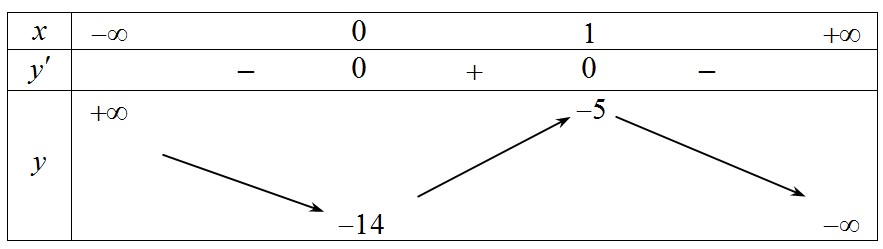 x −∞ 0 1 +∞
y′ − 0 + 0 −
+∞ −5
y
−14 −∞